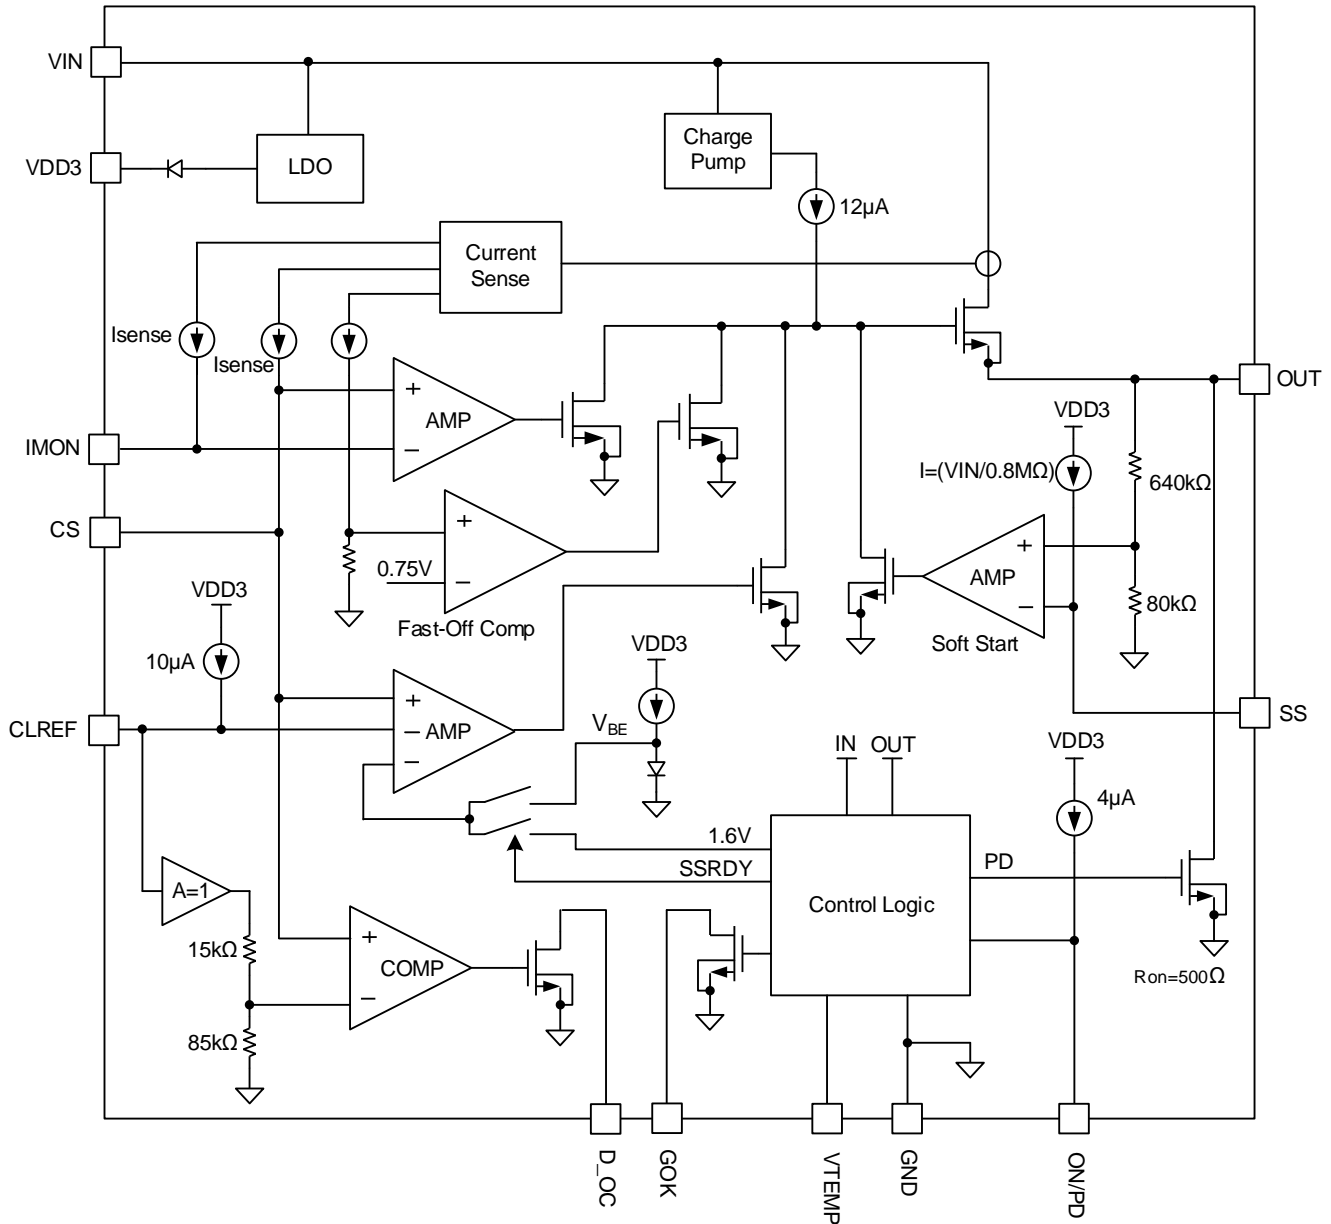 VIN
VDD3
LDO
Charge
Pump
12µA
Current
Sense
Isense
Isense
AMP
+
−
IMON
CS
OUT
VDD3
I=(VIN/0.8MΩ)
640kΩ
+
AMP
−
80kΩ
Soft Start
+
0.75V
−
Fast-Off Comp
VDD3
10µA
CLREF
+
−
AMP
−
VDD3
VBE
SS
IN
OUT
VDD3
4µA
1.6V
SSRDY
PD
Control Logic
A=1
15kΩ
85kΩ
+
COMP
−
Ron=500Ω
D_OC
GOK
VTEMP
GND
ON/PD